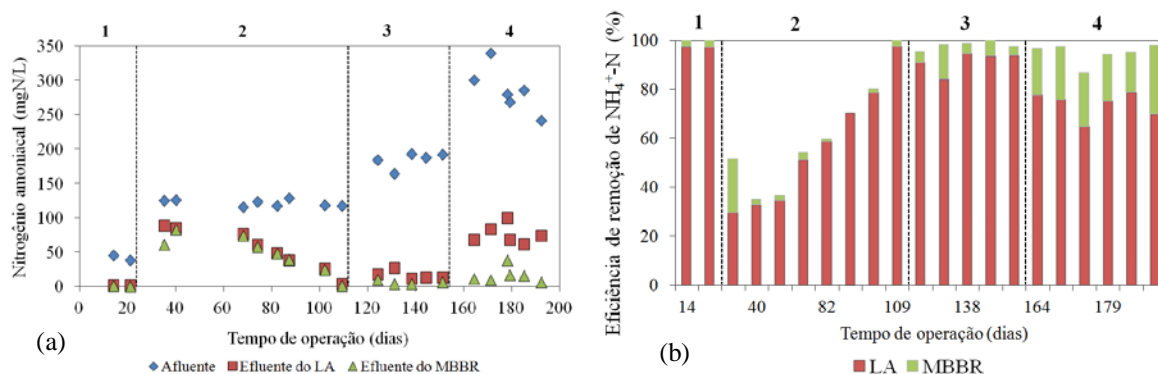 1 2 3 4
Nitrogênio amoniacal (mgN/L)
350
300
250
200
150
100
50
0
0 20 40 60 80 100 120 140 160 180 200
Tempo de operação (dias)
(a)
Afluente Efluente do LA Efluente do MBBR
1 2 3 4
Eficiência de remoção de NH₄⁺-N (%)
100
80
60
40
20
0
14 40 82 109 138 164 179
Tempo de operação (dias)
(b)
LA MBBR